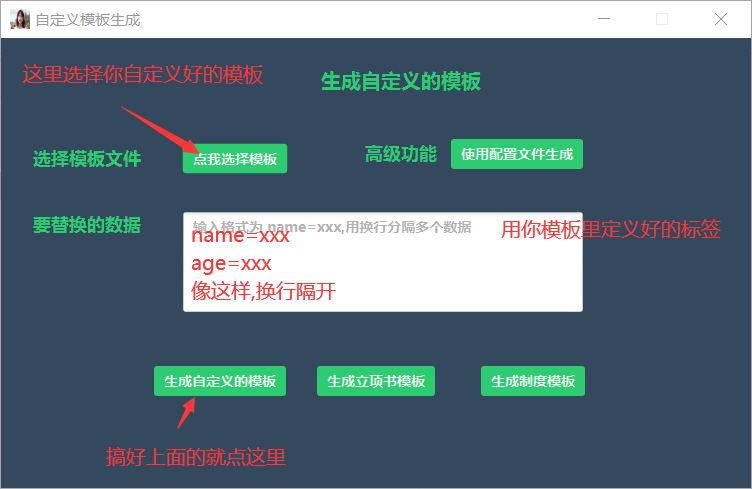 自定义模板生成
这里选择你自定义好的模板
生成自定义的模板
选择模板文件
点我选择模板
高级功能
使用配置文件生成
要替换的数据
输入格式为 name=xxx,用换行分隔多个数据
用你模板里定义好的标签
name=xxx
age=xxx
像这样,换行隔开
生成自定义的模板
生成立项书模板
生成制度模板
搞好上面的就点这里